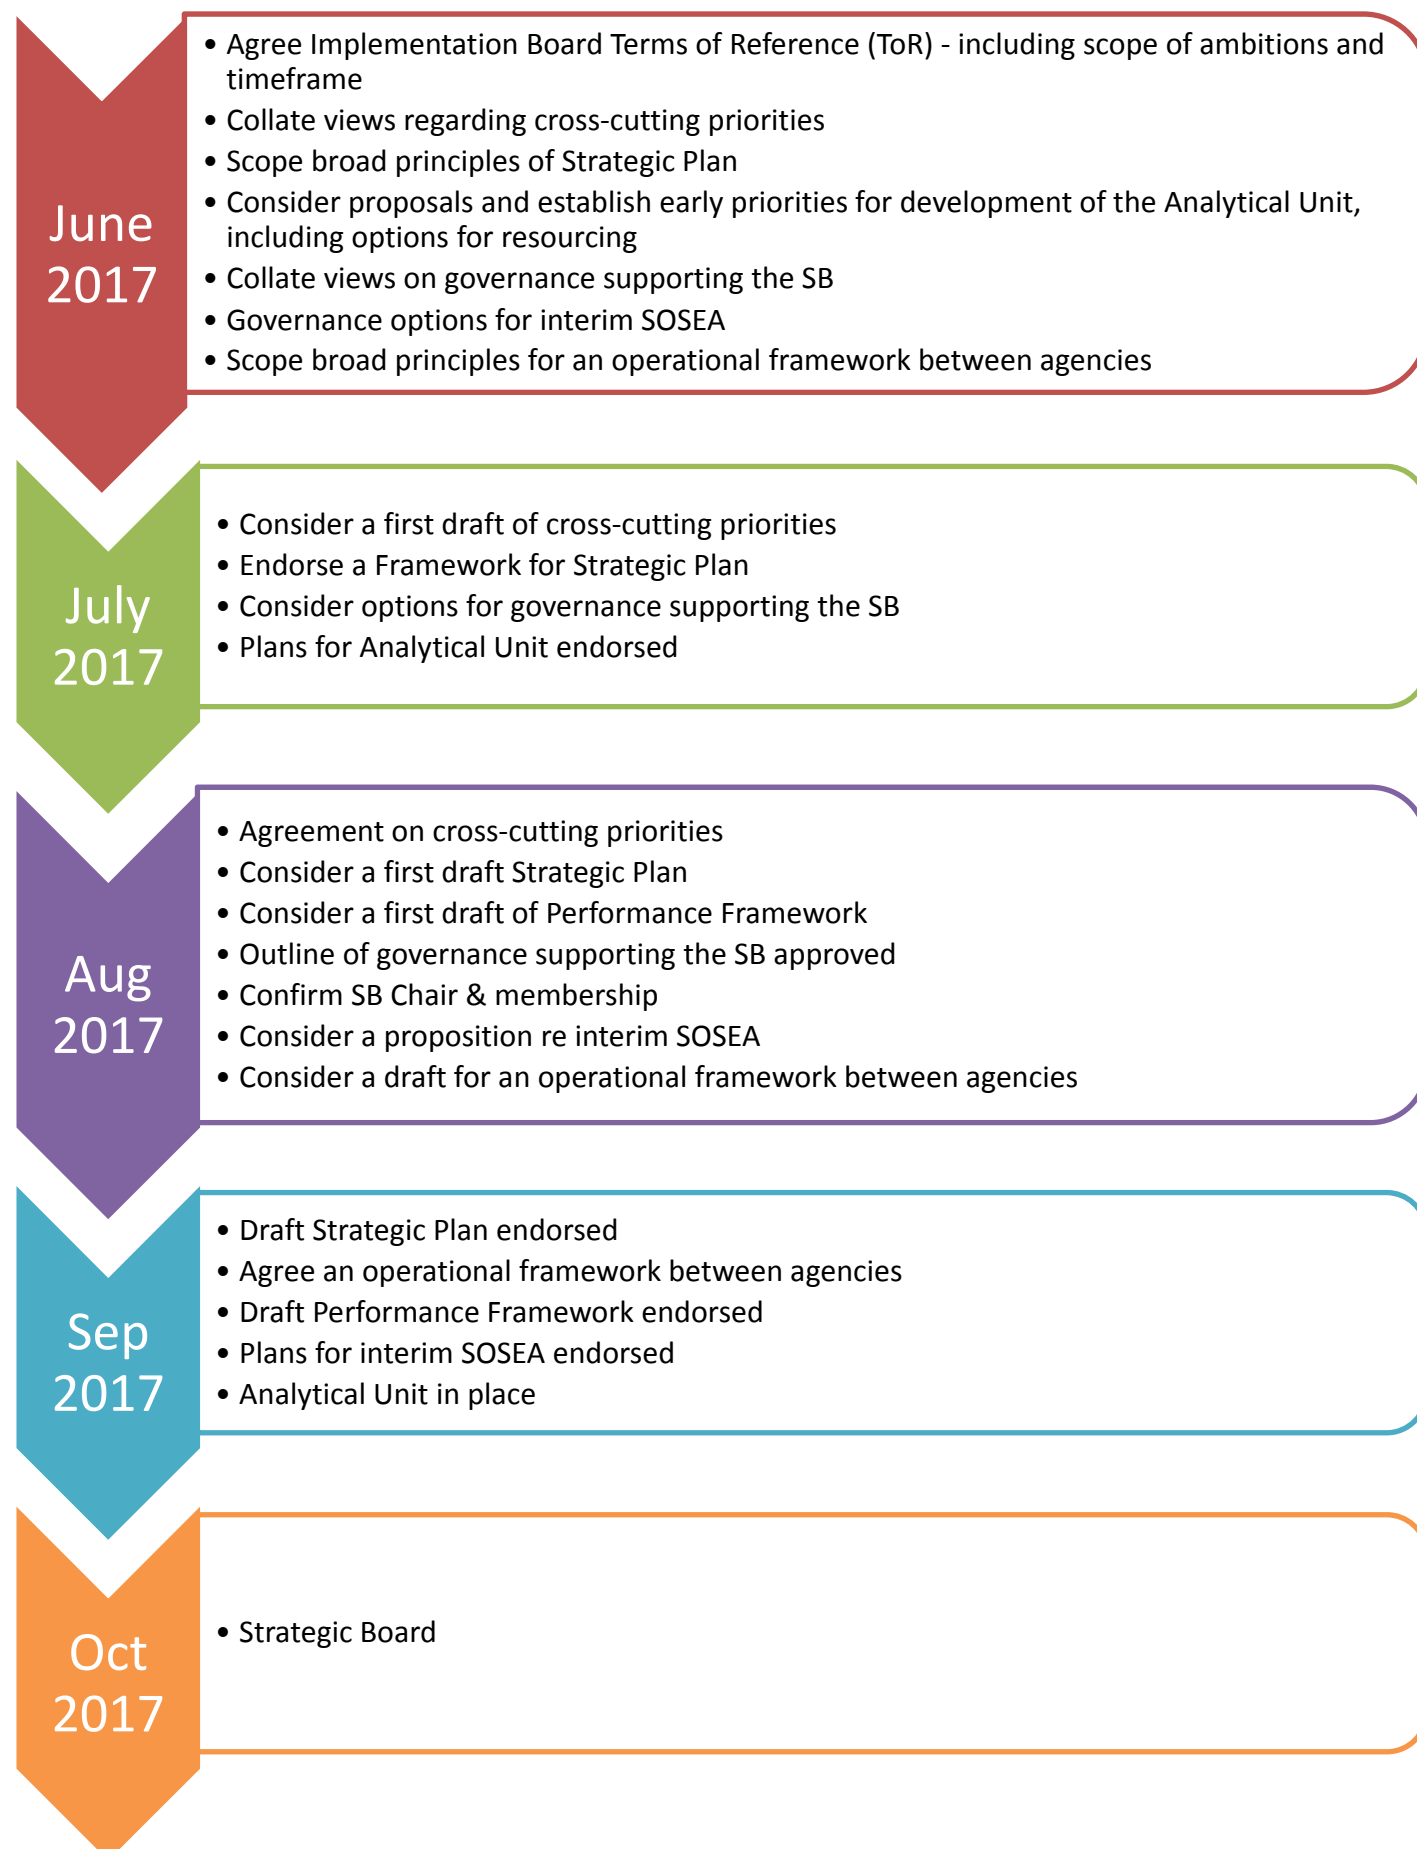 June
2017
• Agree Implementation Board Terms of Reference (ToR) - including scope of ambitions and
timeframe
• Collate views regarding cross-cutting priorities
• Scope broad principles of Strategic Plan
• Consider proposals and establish early priorities for development of the Analytical Unit,
including options for resourcing
• Collate views on governance supporting the SB
• Governance options for interim SOSEA
• Scope broad principles for an operational framework between agencies
July
2017
• Consider a first draft of cross-cutting priorities
• Endorse a Framework for Strategic Plan
• Consider options for governance supporting the SB
• Plans for Analytical Unit endorsed
Aug
2017
• Agreement on cross-cutting priorities
• Consider a first draft Strategic Plan
• Consider a first draft of Performance Framework
• Outline of governance supporting the SB approved
• Confirm SB Chair & membership
• Consider a proposition re interim SOSEA
• Consider a draft for an operational framework between agencies
Sep
2017
• Draft Strategic Plan endorsed
• Agree an operational framework between agencies
• Draft Performance Framework endorsed
• Plans for interim SOSEA endorsed
• Analytical Unit in place
Oct
2017
• Strategic Board